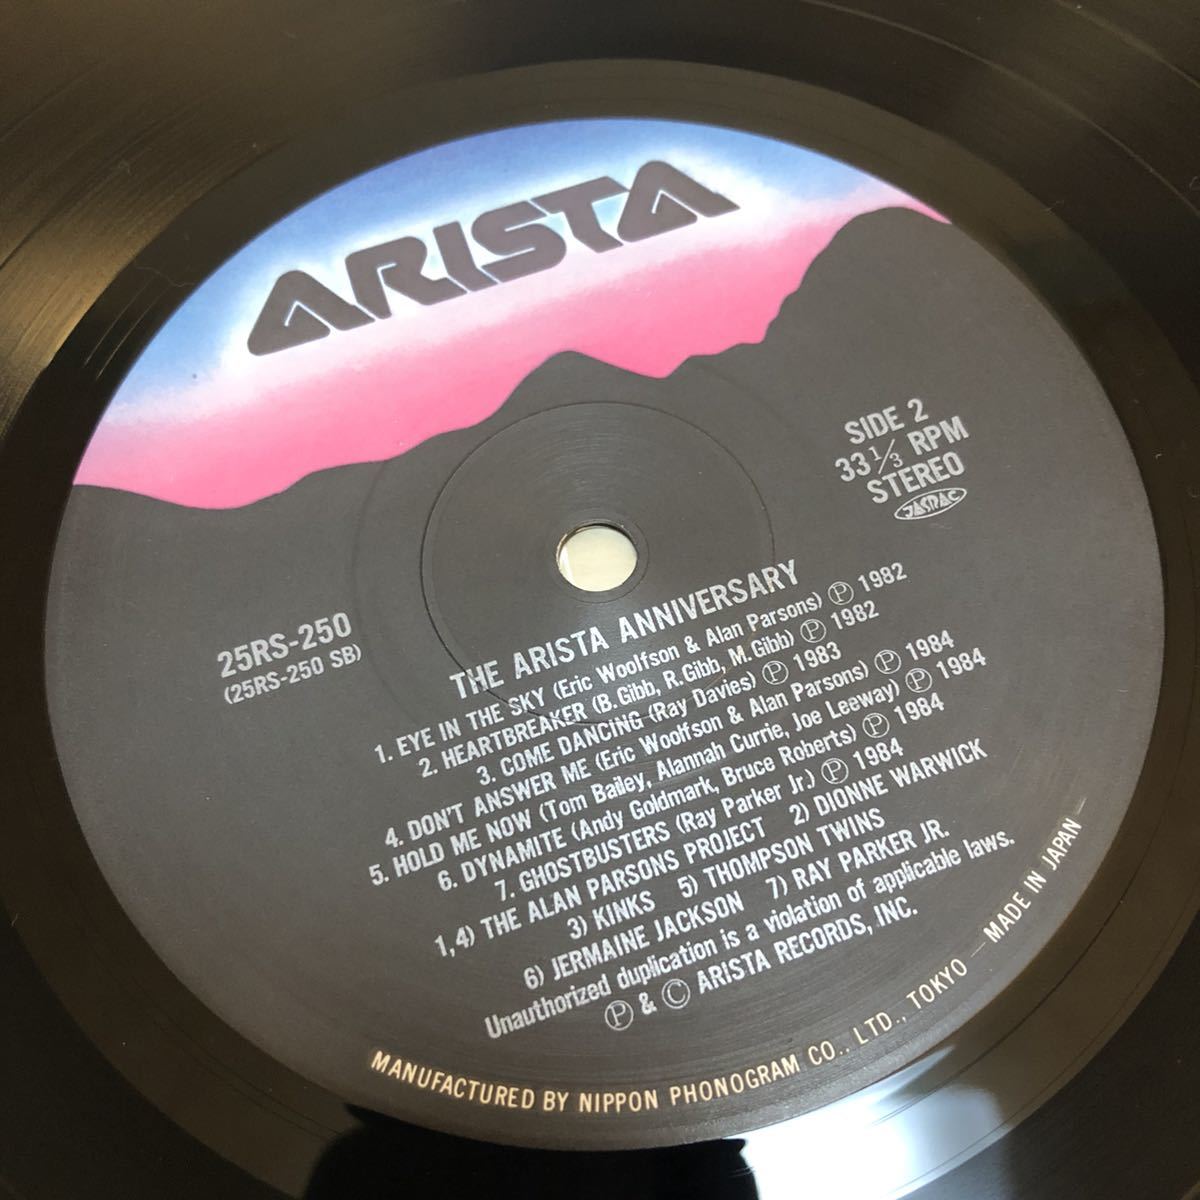 ARISTA
SIDE 2
33 1/3 RPM
STEREO
JASRAC
25RS-250
(25RS-250 SB)
THE ARISTA ANNIVERSARY
1. EYE IN THE SKY (Eric Woolfson & Alan Parsons) Ⓟ 1982
2. HEARTBREAKER (B. Gibb, R. Gibb, M. Gibb) Ⓟ 1982
3. COME DANCING (Ray Davies) Ⓟ 1983
4. DON'T ANSWER ME (Eric Woolfson & Alan Parsons) Ⓟ 1984
5. HOLD ME NOW (Tom Bailey, Alannah Currie, Joe Leeway) Ⓟ 1984
6. DYNAMITE (Andy Goldmark, Bruce Roberts) Ⓟ 1984
7. GHOSTBUSTERS (Ray Parker Jr.) Ⓟ 1984
1,4) THE ALAN PARSONS PROJECT 2) DIONNE WARWICK
3) KINKS 5) THOMPSON TWINS
6) JERMAINE JACKSON 7) RAY PARKER JR.
Unauthorized duplication is a violation of applicable laws.
Ⓟ & Ⓒ ARISTA RECORDS, INC.
MANUFACTURED BY NIPPON PHONOGRAM CO., LTD., TOKYO — MADE IN JAPAN —